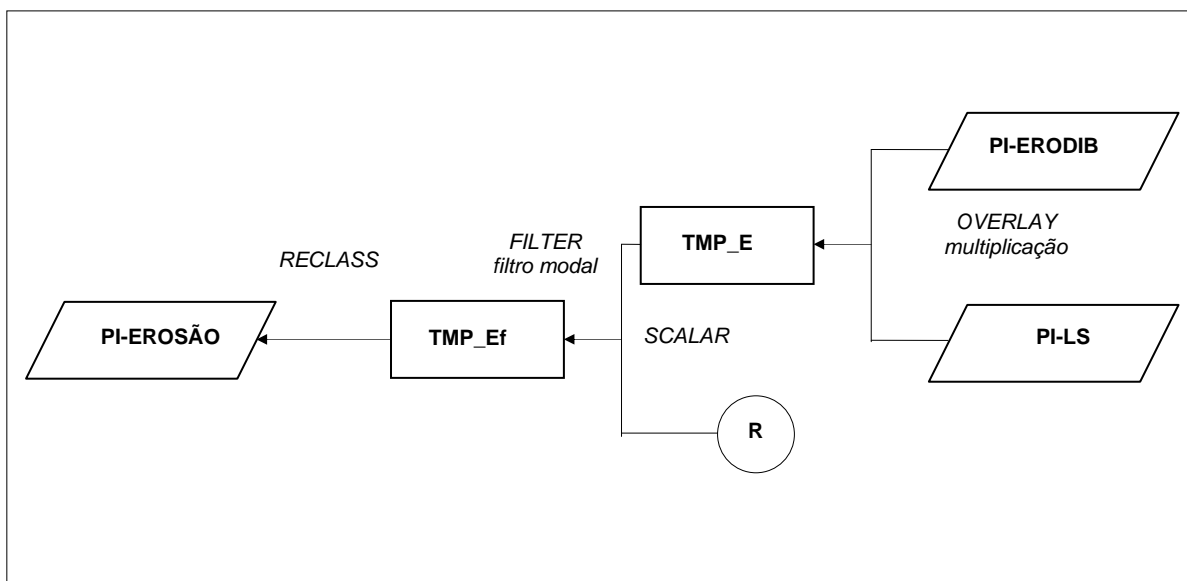 PI-ERODIB
OVERLAY
multiplicação
TMP_E
FILTER
filtro modal
RECLASS
PI-EROSÃO
TMP_Ef
SCALAR
PI-LS
R